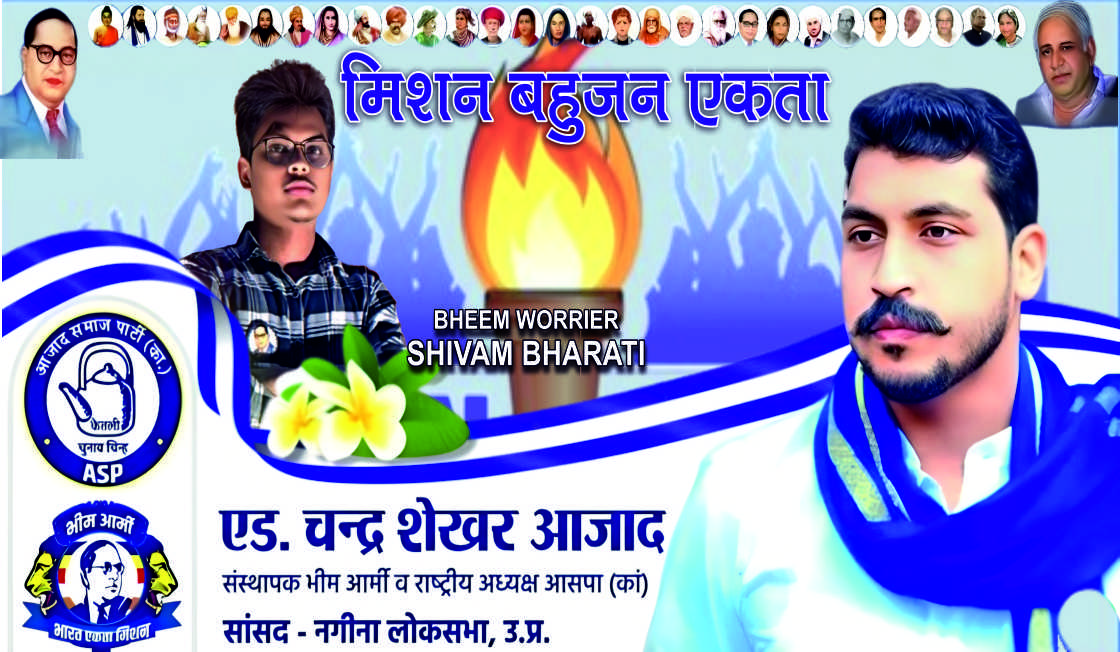 मिशन बहुजन एकता
BHEEM WORRIER
SHIVAM BHARATI
आजाद समाज पार्टी (कां.)
केतली
चुनाव चिन्ह
ASP
भीम आर्मी
भारत एकता मिशन
एड. चन्द्र शेखर आजाद
संस्थापक भीम आर्मी व राष्ट्रीय अध्यक्ष आसपा (कां)
सांसद - नगीना लोकसभा, उ.प्र.